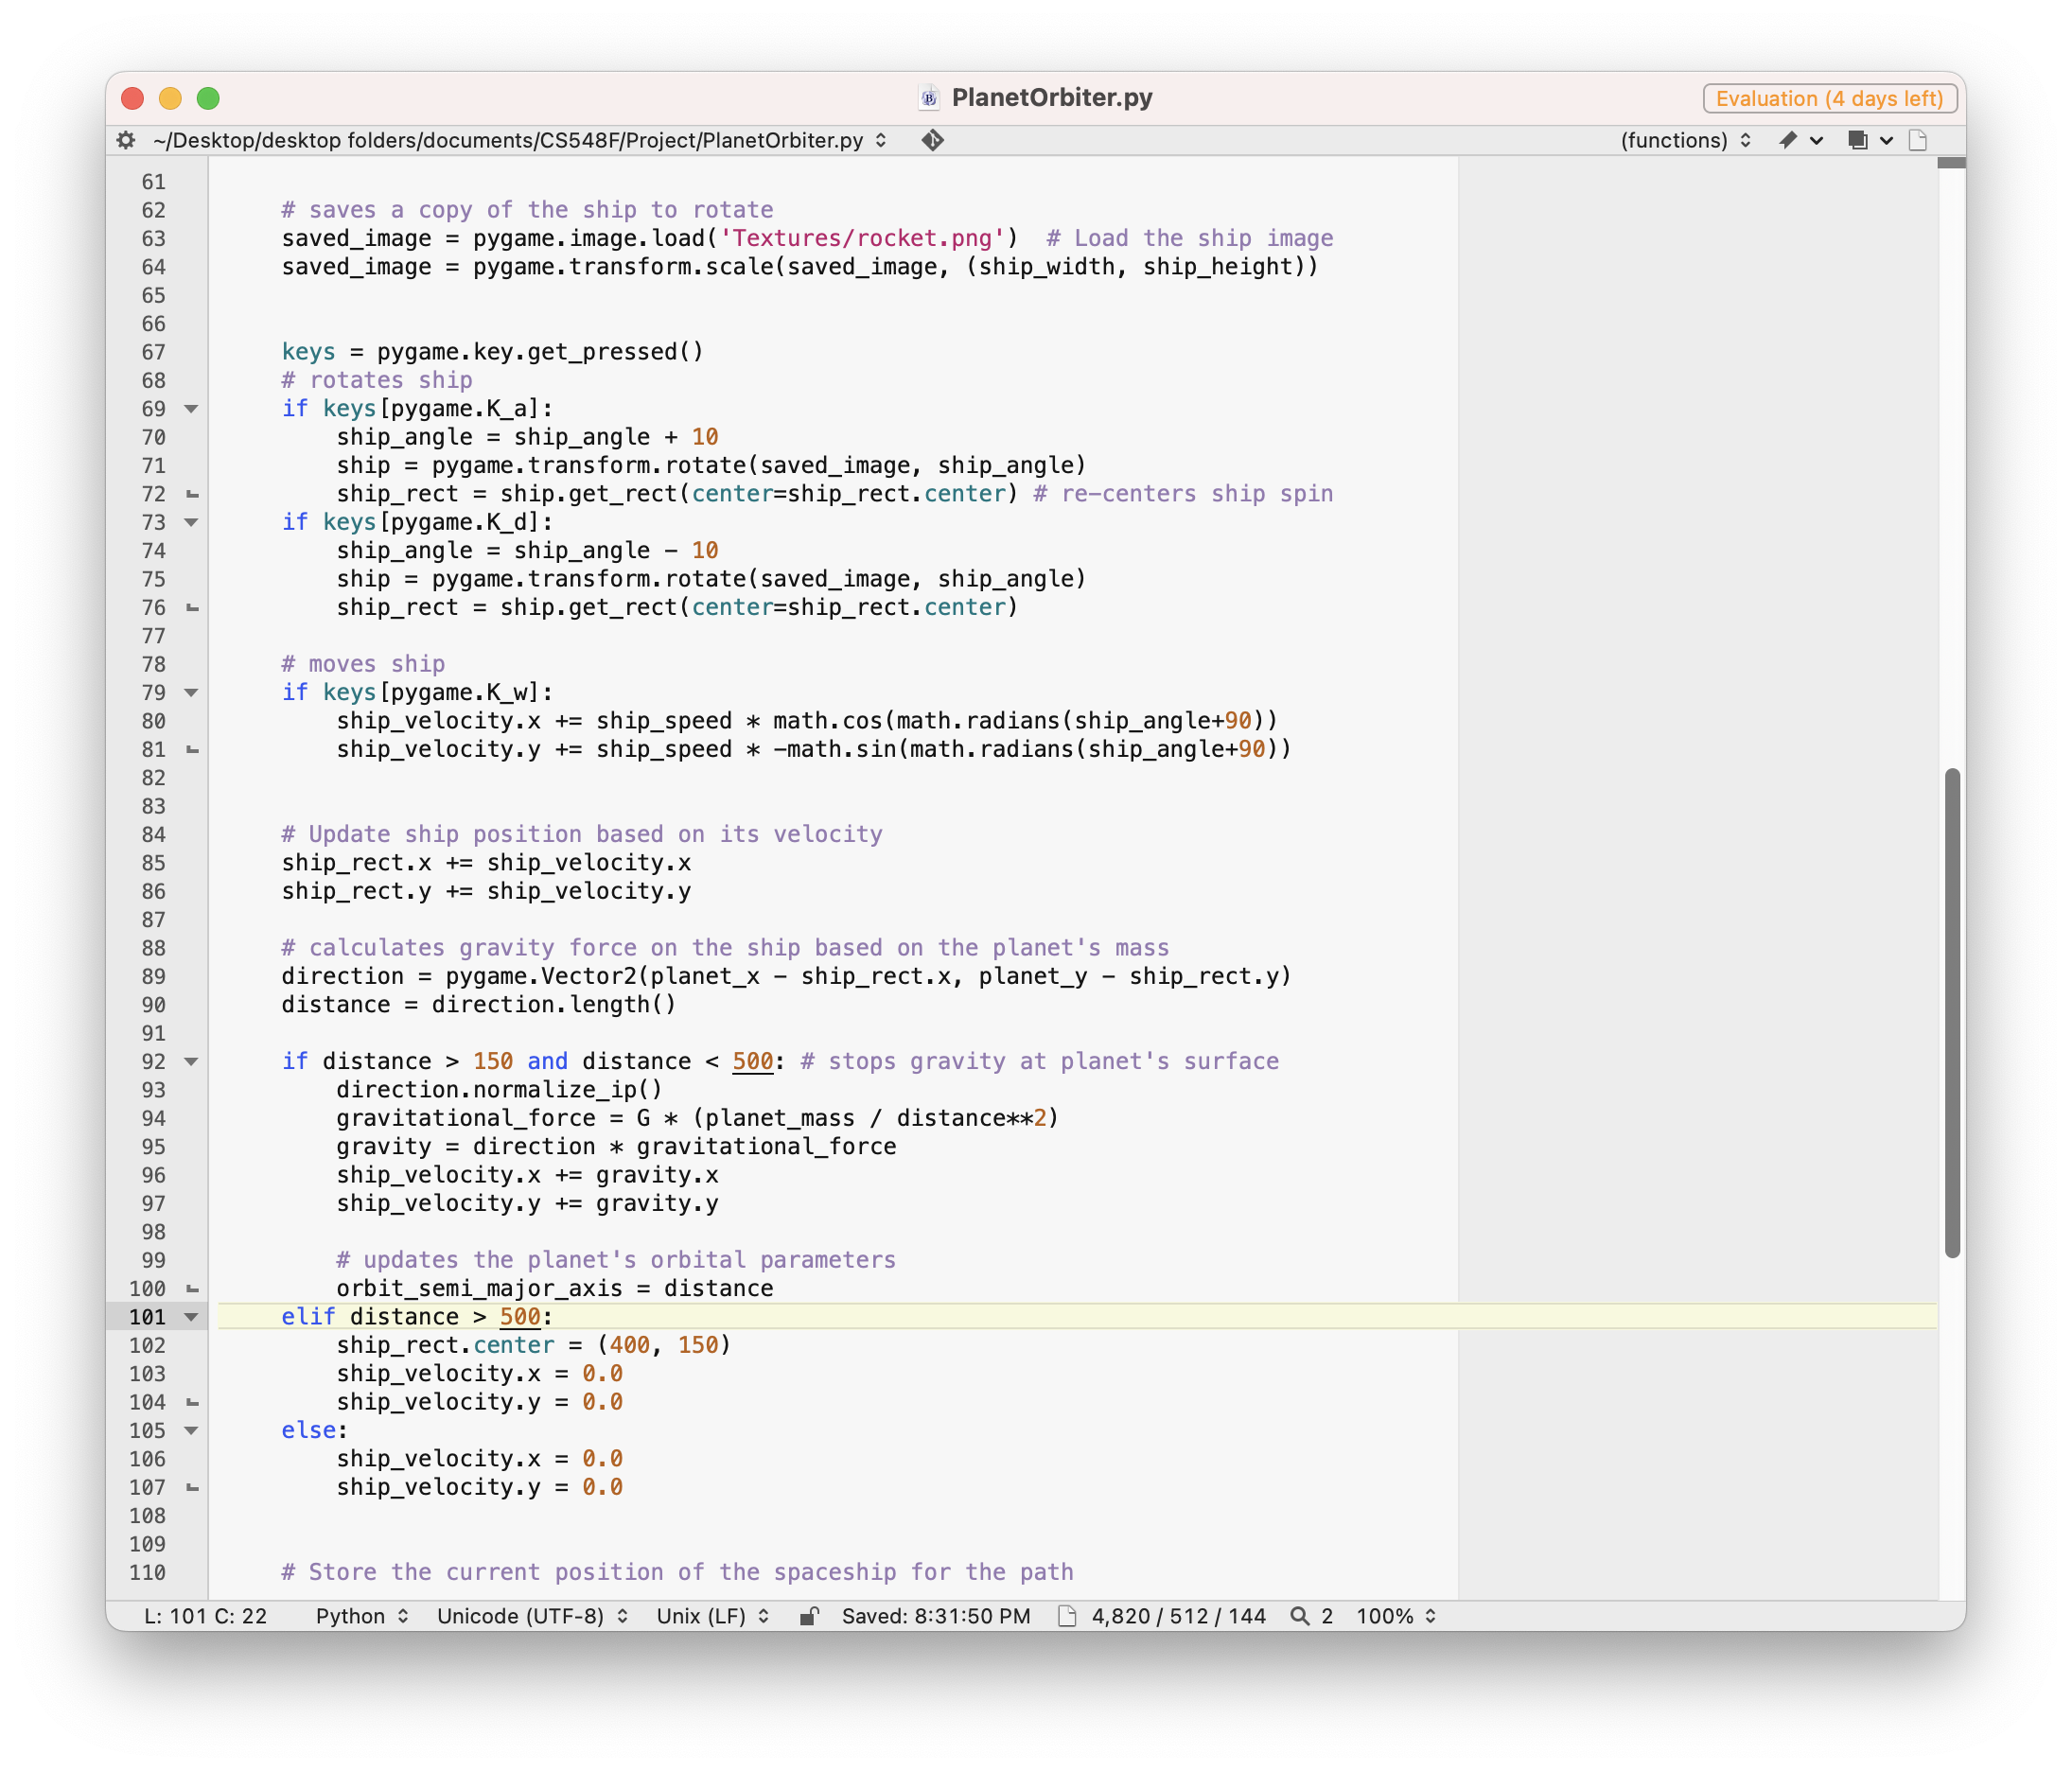 PlanetOrbiter.py
Evaluation (4 days left)
~/Desktop/desktop folders/documents/CS548F/Project/PlanetOrbiter.py
(functions)
61
62 # saves a copy of the ship to rotate
63 saved_image = pygame.image.load('Textures/rocket.png')  # Load the ship image
64 saved_image = pygame.transform.scale(saved_image, (ship_width, ship_height))
65
66
67 keys = pygame.key.get_pressed()
68 # rotates ship
69 if keys[pygame.K_a]:
70     ship_angle = ship_angle + 10
71     ship = pygame.transform.rotate(saved_image, ship_angle)
72     ship_rect = ship.get_rect(center=ship_rect.center) # re-centers ship spin
73 if keys[pygame.K_d]:
74     ship_angle = ship_angle - 10
75     ship = pygame.transform.rotate(saved_image, ship_angle)
76     ship_rect = ship.get_rect(center=ship_rect.center)
77
78 # moves ship
79 if keys[pygame.K_w]:
80     ship_velocity.x += ship_speed * math.cos(math.radians(ship_angle+90))
81     ship_velocity.y += ship_speed * -math.sin(math.radians(ship_angle+90))
82
83
84 # Update ship position based on its velocity
85 ship_rect.x += ship_velocity.x
86 ship_rect.y += ship_velocity.y
87
88 # calculates gravity force on the ship based on the planet's mass
89 direction = pygame.Vector2(planet_x - ship_rect.x, planet_y - ship_rect.y)
90 distance = direction.length()
91
92 if distance > 150 and distance < 500: # stops gravity at planet's surface
93     direction.normalize_ip()
94     gravitational_force = G * (planet_mass / distance**2)
95     gravity = direction * gravitational_force
96     ship_velocity.x += gravity.x
97     ship_velocity.y += gravity.y
98
99     # updates the planet's orbital parameters
100     orbit_semi_major_axis = distance
101 elif distance > 500:
102     ship_rect.center = (400, 150)
103     ship_velocity.x = 0.0
104     ship_velocity.y = 0.0
105 else:
106     ship_velocity.x = 0.0
107     ship_velocity.y = 0.0
108
109
110 # Store the current position of the spaceship for the path
L: 101 C: 22 Python Unicode (UTF-8) Unix (LF) Saved: 8:31:50 PM 4,820 / 512 / 144 2 100%